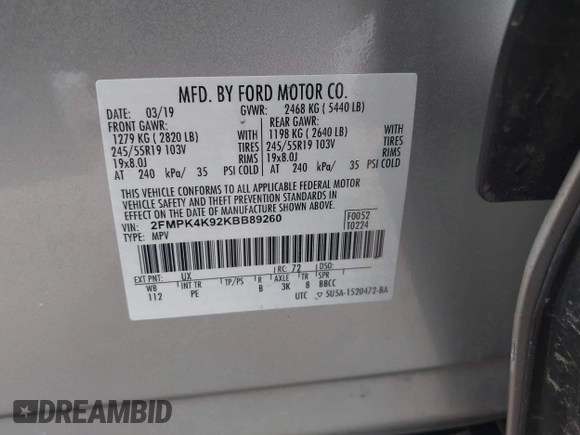 MFD. BY FORD MOTOR CO.
DATE: 03/19 GVWR: 2468 KG ( 5440 LB)
FRONT GAWR: REAR GAWR:
1279 KG ( 2820 LB) WITH 1198 KG ( 2640 LB) WITH
245/55R19 103V TIRES 245/55R19 103V TIRES
19x8.0J RIMS 19x8.0J RIMS
AT 240 kPa/ 35 PSI COLD AT 240 kPa/ 35 PSI COLD
THIS VEHICLE CONFORMS TO ALL APPLICABLE FEDERAL MOTOR
VEHICLE SAFETY AND THEFT PREVENTION STANDARDS IN
EFFECT ON THE DATE OF MANUFACTURE SHOWN ABOVE.
VIN: 2FMPK4K92KBB89260 F0052
TYPE: MPV T0224
EXT PNT: UX RC: 72 DSO:
WB INT TR TP/PS R AXLE TR SPR
112 PE B 3K 8 BBCC
UTC 5U5A-1520472-BA
DREAMBID